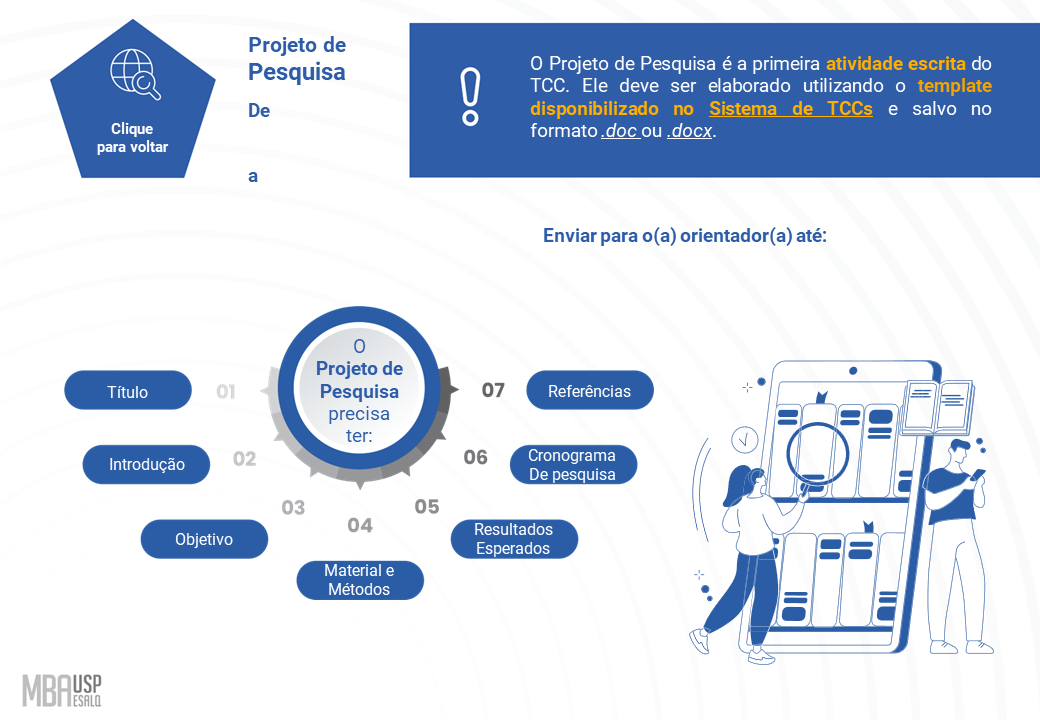 Clique
para voltar
Projeto de
Pesquisa
De
a
O Projeto de Pesquisa é a primeira atividade escrita do
TCC. Ele deve ser elaborado utilizando o template
disponibilizado no Sistema de TCCs e salvo no
formato .doc ou .docx.
Enviar para o(a) orientador(a) até:
O
Projeto de
Pesquisa
precisa
ter:
Título
01
Introdução
02
Objetivo
03
Material e
Métodos
04
Resultados
Esperados
05
Cronograma
De pesquisa
06
Referências
07
MBA USP
ESALQ